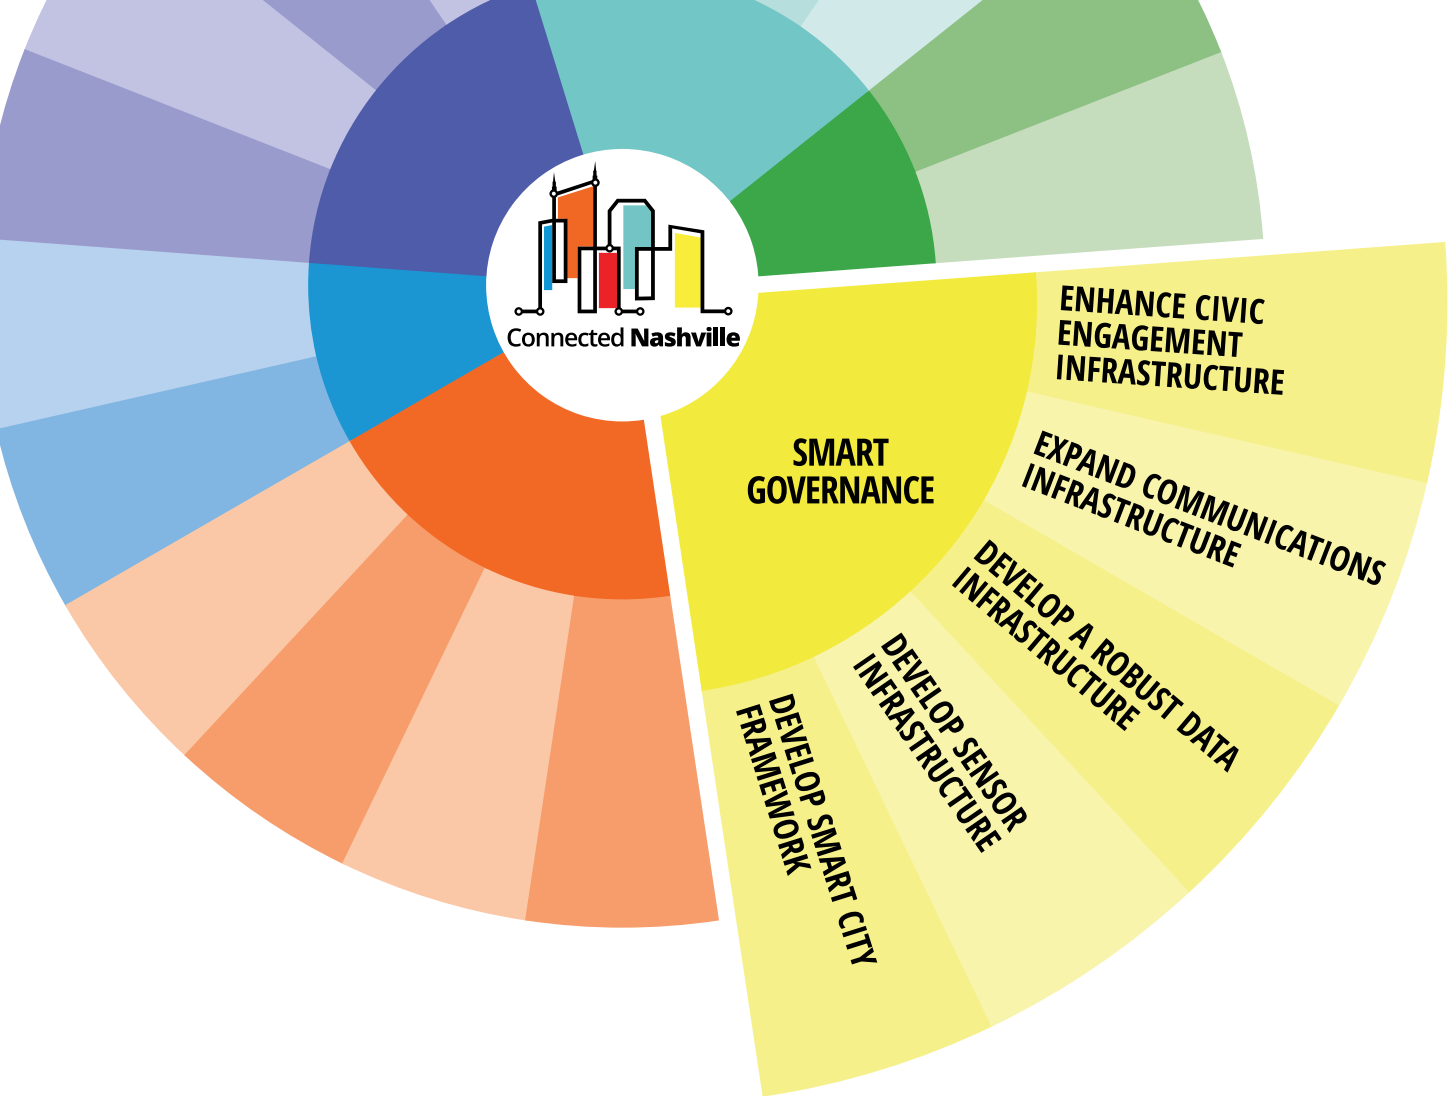 Connected Nashville
SMART
GOVERNANCE
ENHANCE CIVIC
ENGAGEMENT
INFRASTRUCTURE
EXPAND COMMUNICATIONS
INFRASTRUCTURE
DEVELOP A ROBUST DATA
INFRASTRUCTURE
DEVELOP SENSOR
INFRASTRUCTURE
DEVELOP SMART CITY
FRAMEWORK